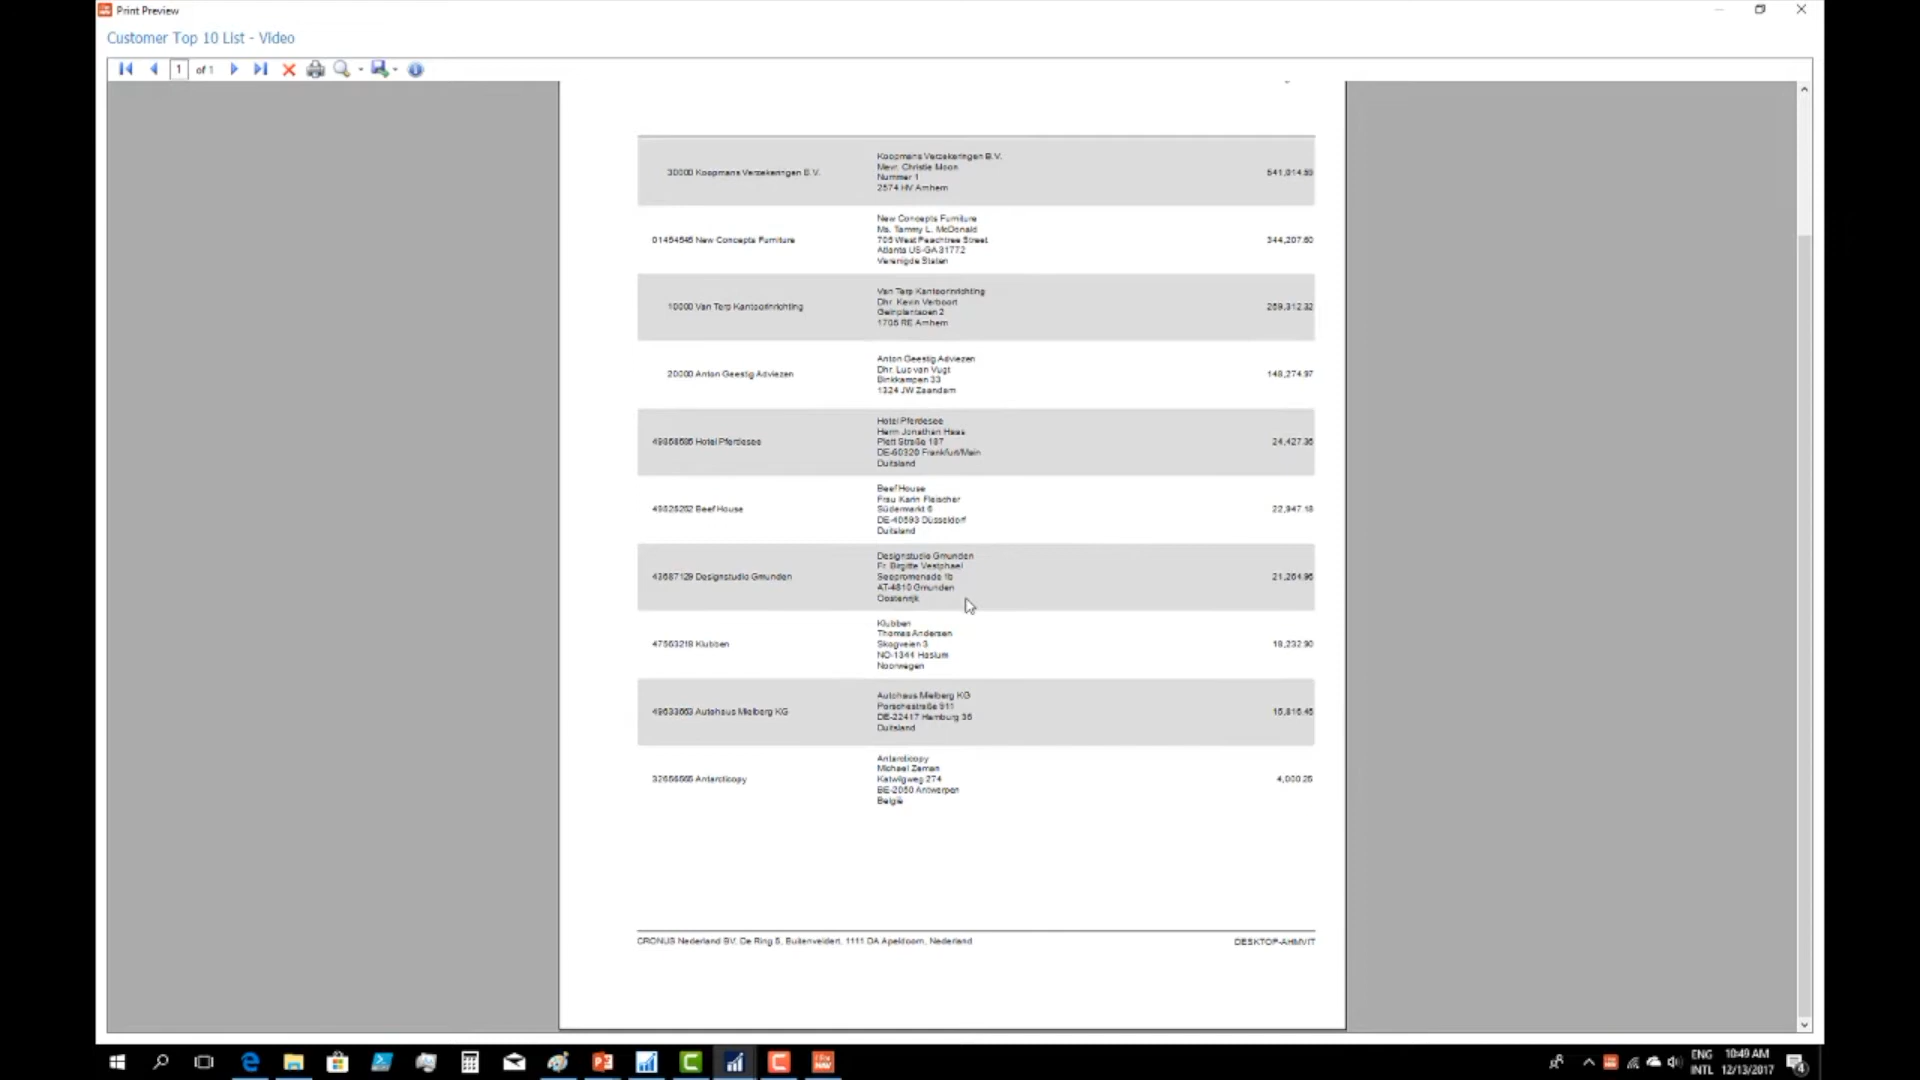 Print Preview
Customer Top 10 List - Video
1 of 1
30000 Koopmans Verzekeringen B.V.
Koopmans Verzekeringen B.V.
Mevr. Christie Moon
Nummer 1
2574 HV Arnhem
541,014.59
01454545 New Concepts Furniture
New Concepts Furniture
Ms. Tammy L. McDonald
705 West Peachtree Street
Atlanta US-GA 31772
Verenigde Staten
344,207.60
10000 Van Terp Kantoorinrichting
Van Terp Kantoorinrichting
Dhr. Kevin Verboort
Geinplantsoen 2
1705 RE Arnhem
259,312.32
20000 Anton Geestig Adviezen
Anton Geestig Adviezen
Dhr. Luc van Vugt
Binkkampen 33
1324 JW Zaandam
148,274.97
49858585 Hotel Pferdesee
Hotel Pferdesee
Herrn Jonathan Haas
Plett Straße 187
DE-60320 Frankfurt/Main
Duitsland
24,427.36
49525252 Beef House
Beef House
Frau Karin Fleischer
Südermarkt 6
DE-40593 Düsseldorf
Duitsland
22,947.18
43687129 Designstudio Gmunden
Designstudio Gmunden
Fr. Birgitte Vestphael
Seepromenade 1b
AT-4810 Gmunden
Oostenrijk
21,264.96
47563218 Klubben
Klubben
Thomas Andersen
Skogveien 3
NO-1344 Haslum
Noorwegen
18,232.90
49633663 Autohaus Mielberg KG
Autohaus Mielberg KG
Porschestraße 911
DE-22417 Hamburg 36
Duitsland
15,816.45
32656565 Antarcticopy
Antarcticopy
Michael Zeman
Katwilgweg 274
BE-2050 Antwerpen
België
4,000.25
CRONUS Nederland BV, De Ring 5, Buitenveldert, 1111 DA Apeldoorn, Nederland
ENG 10:49 AM
INTL 12/13/2017
4